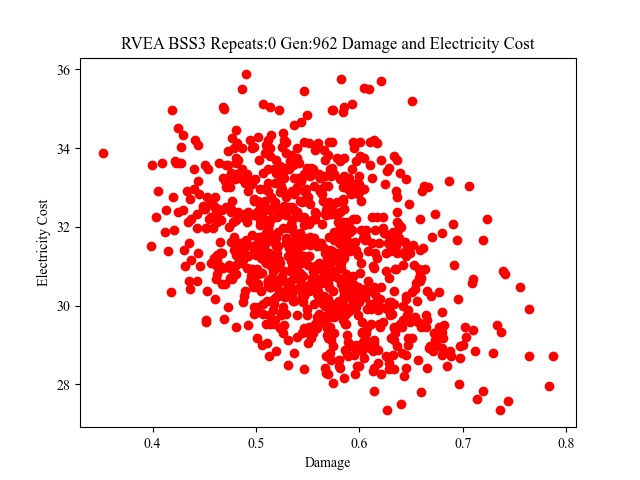 RVEA BSS3 Repeats:0 Gen:962 Damage and Electricity Cost
36
34
32
30
28
Electricity Cost
0.4 0.5 0.6 0.7 0.8
Damage